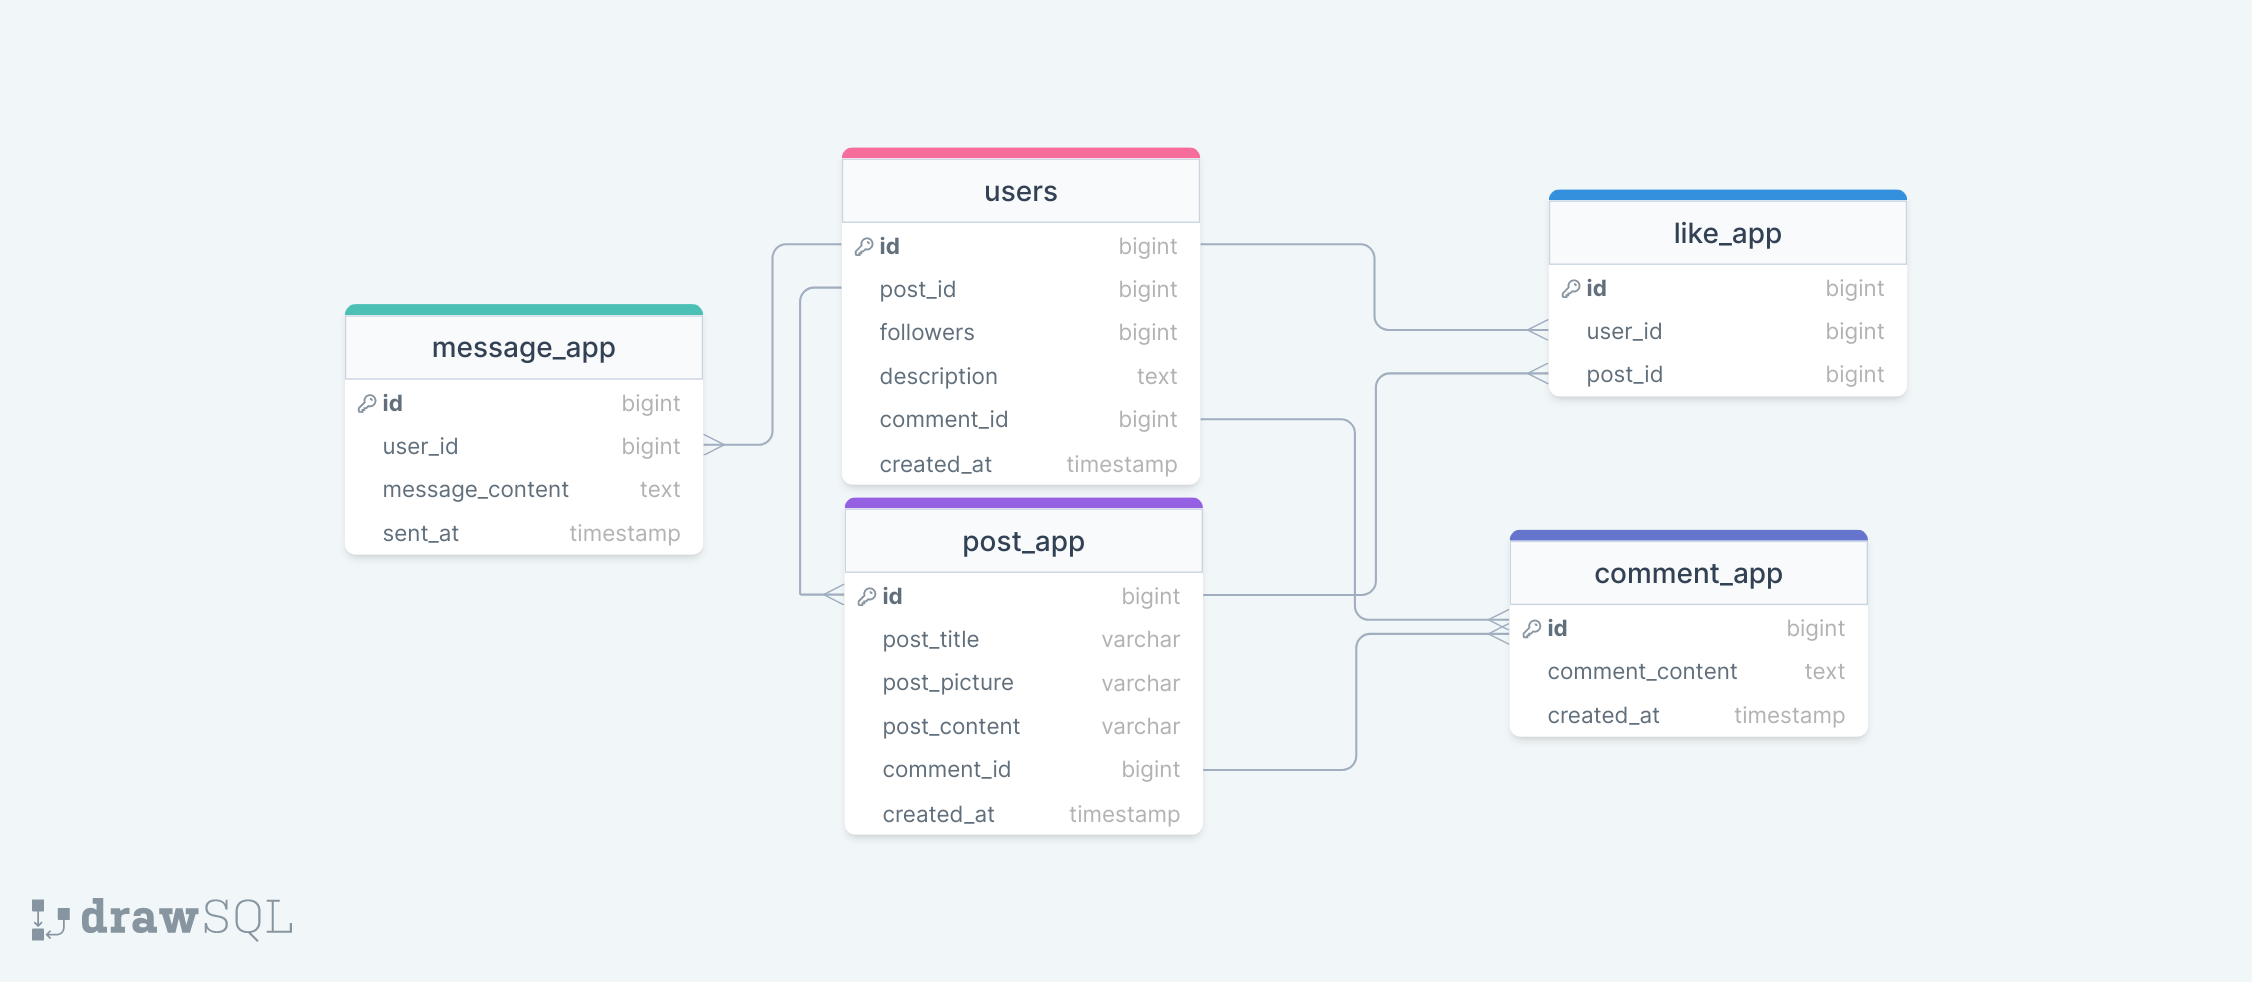 users
id bigint
post_id bigint
followers bigint
description text
comment_id bigint
created_at timestamp
like_app
id bigint
user_id bigint
post_id bigint
message_app
id bigint
user_id bigint
message_content text
sent_at timestamp
post_app
id bigint
post_title varchar
post_picture varchar
post_content varchar
comment_id bigint
created_at timestamp
comment_app
id bigint
comment_content text
created_at timestamp
drawSQL